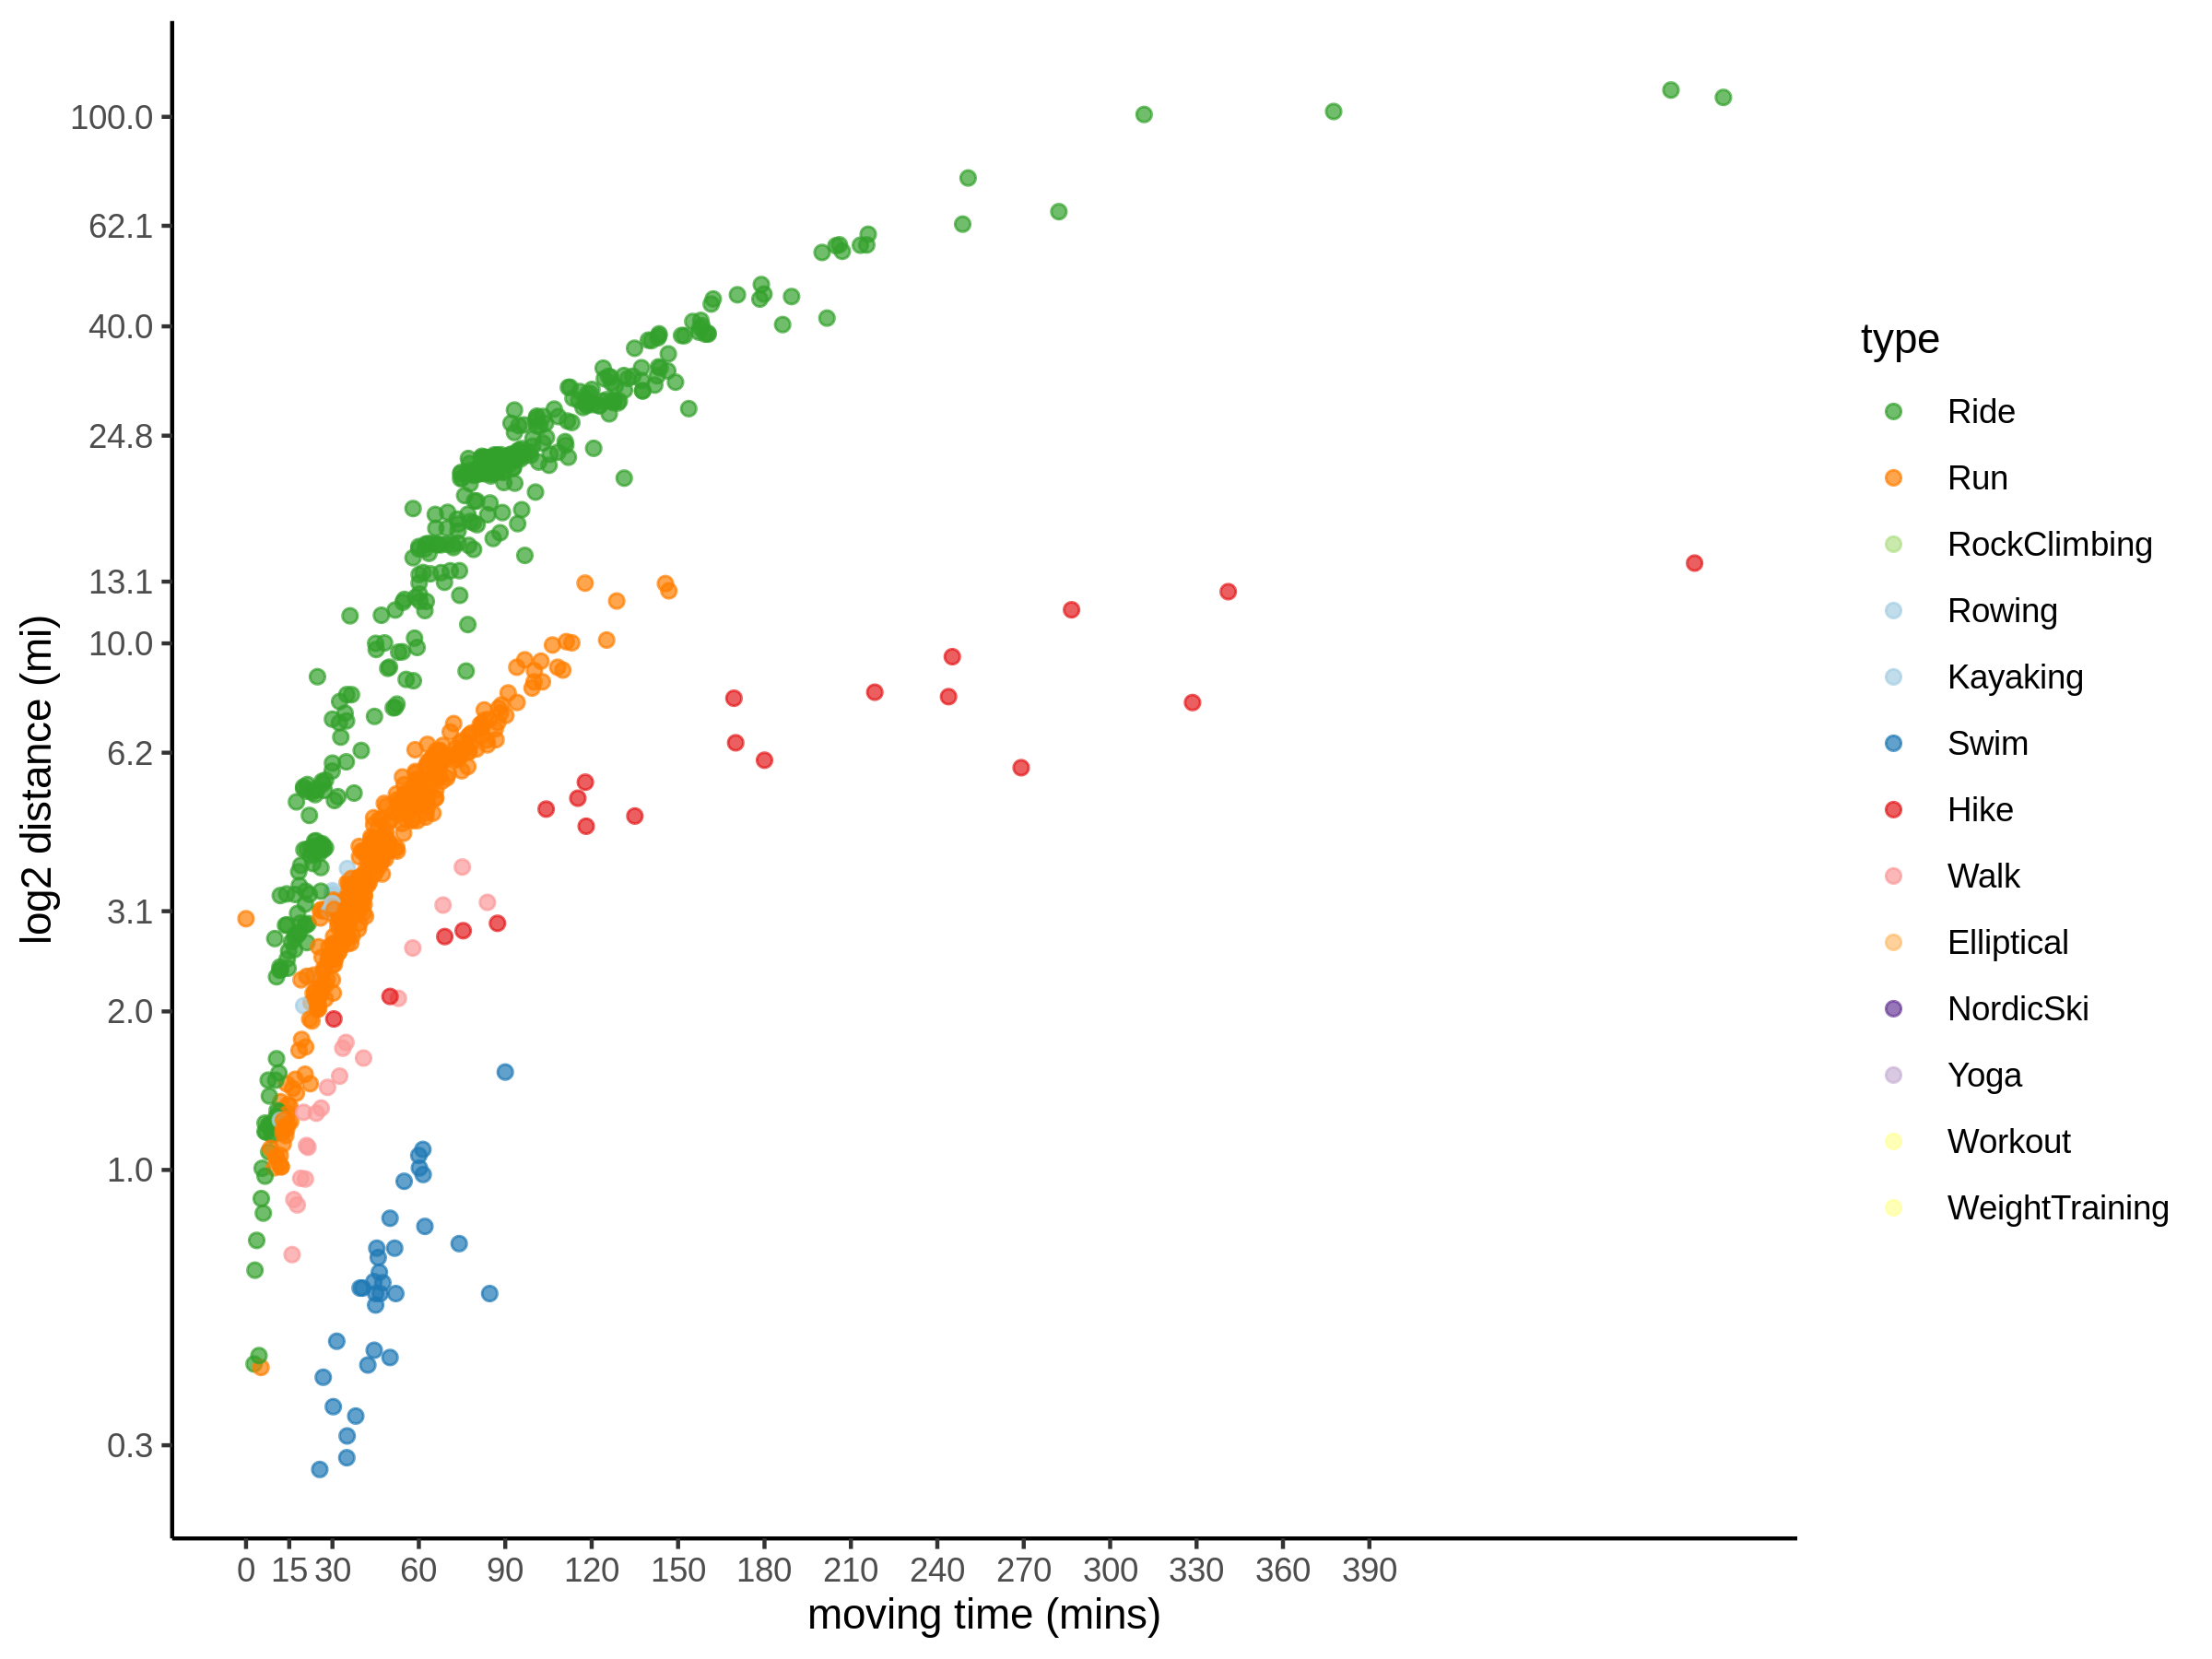 log2 distance (mi)
100.0
62.1
40.0
24.8
13.1
10.0
6.2
3.1
2.0
1.0
0.3
0 15 30 60 90 120 150 180 210 240 270 300 330 360 390
moving time (mins)
type
Ride
Run
RockClimbing
Rowing
Kayaking
Swim
Hike
Walk
Elliptical
NordicSki
Yoga
Workout
WeightTraining